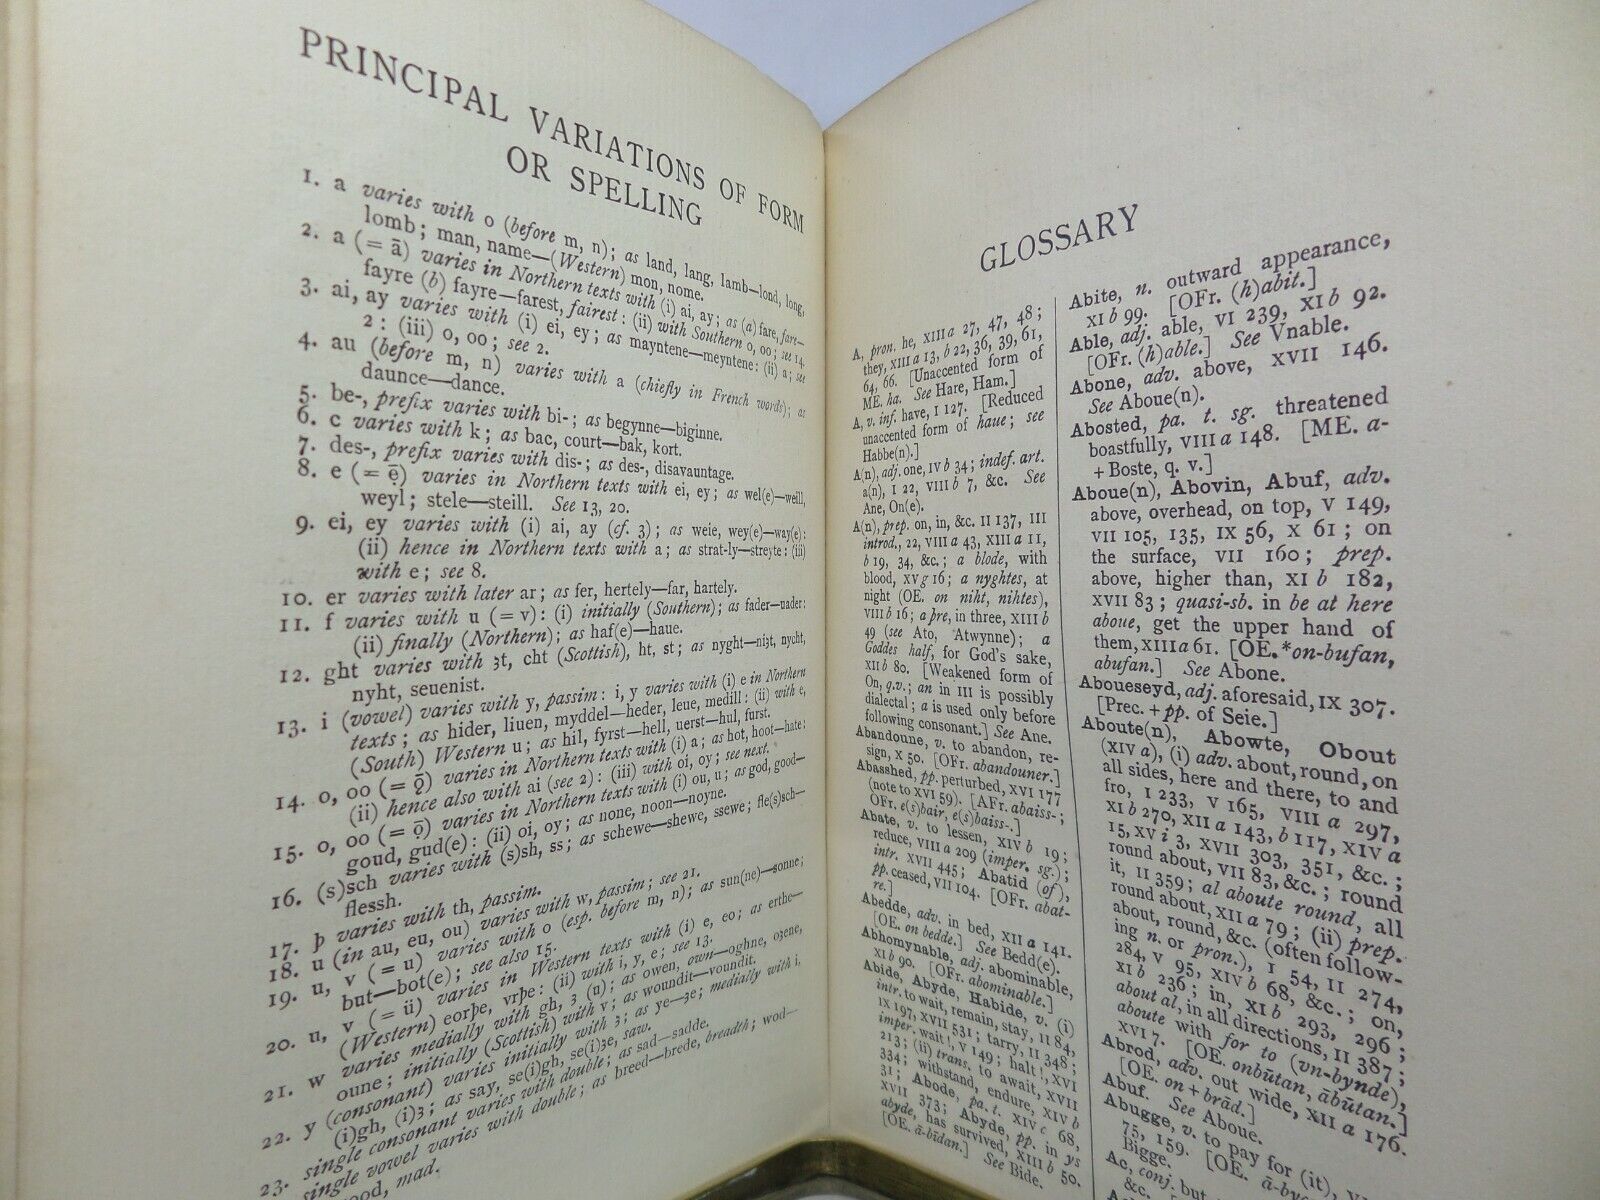 PRINCIPAL VARIATIONS OF FORM
OR SPELLING
1. a varies with o (before m, n); as land, lang, lamb—lond, long,
lomb; man, name—(Western) mon, nome.
2. a (= ā) varies in Northern texts with (i) ai, ay; as (a) fare, fare—
fayre (b) fayre—farest, fairest: (ii) with Southern o, oo; see 14.
3. ai, ay varies with (i) ei, ey; as mayntene—meyntene: (ii) a; see
2: (iii) o, oo; see 2.
4. au (before m, n) varies with a (chiefly in French words); as
daunce—dance.
5. be-, prefix varies with bi-; as begynne—biginne.
6. c varies with k; as bac, court—bak, kort.
7. des-, prefix varies with dis-; as des-, disavauntage.
8. e (= ẹ̄) varies in Northern texts with ei, ey; as wel(e)—weill,
weyl; stele—steill. See 13, 20.
9. ei, ey varies with (i) ai, ay (cf. 3); as weie, wey(e)—way(e):
(ii) hence in Northern texts with a; as strat-ly—streyte: (iii)
with e; see 8.
10. er varies with later ar; as fer, hertely—far, hartely.
11. f varies with u (= v): (i) initially (Southern); as fader—uader:
(ii) finally (Northern); as haf(e)—haue.
12. ght varies with ȝt, cht (Scottish), ht, st; as nyght—niȝt, nycht,
nyht, seuenist.
13. i (vowel) varies with y, passim: i, y varies with (i) e in Northern
texts; as hider, liuen, myddel—heder, leue, medill: (ii) with e,
(South) Western u; as hil, fyrst—hell, uerst—hul, furst.
14. o, oo (= ǭ) varies in Northern texts with (i) a; as hot, hoot—hate:
(ii) hence also with ai (see 2): (iii) with oi, oy; see next.
15. o, oo (= ọ̄) varies in Northern texts with (i) ou, u; as god, good—
goud, gud(e): (ii) oi, oy; as none, noon—noyne.
16. (s)sch varies with (s)sh, ss; as schewe—shewe, ssewe; fle(s)sch—
flessh.
17. þ varies with th, passim.
18. u (in au, eu, ou) varies with w, passim; see 21.
19. u, v (= u) varies with o (esp. before m, n); as sun(ne)—sonne;
but—bot(e); see also 15.
20. u, v (= ü) varies in Western texts with (i) e, eo; as erthe—
(Western) eorþe, vrþe: (ii) with i, y, e; see 13.
21. w varies medially with gh, ȝ (u); as owen, own—oghne, oȝene,
oune; initially (Scottish) with v; as woundit—voundit.
22. y (consonant) varies initially with ȝ; as ye—ȝe; medially with i,
(i)gh, (i)ȝ; as say, se(i)gh, se(i)ȝe, saw.
23. single consonant varies with double; as sad—sadde.
single vowel varies with double; as breed—brede, breadth; wod—
mad.
GLOSSARY
A, pron. he, XIII a 27, 47, 48;
they, XIII a 13, b 22, 36, 39, 61,
64, 66. [Unaccented form of
ME. ha. See Hare, Ham.]
A, v. inf. have, I 127. [Reduced
unaccented form of haue; see
Habbe(n).]
A(n), adj. one, IV b 34; indef. art.
a(n), I 22, VIII b 7, &c. See
Ane, On(e).
A(n), prep. on, in, &c. II 137, III
introd., 22, VIII a 43, XIII a 11,
b 19, 34, &c.; a blode, with
blood, XV g 16; a nyghtes, at
night (OE. on niht, nihtes),
VIII b 16; a þre, in three, XIII b
49 (see Ato, Atwynne); a
Goddes half, for God's sake,
XII b 80. [Weakened form of
On, q.v.; an in III is possibly
dialectal; a is used only before
following consonant.] See Ane.
Abandoune, v. to abandon, re-
sign, X 50. [OFr. abandouner.]
Abasshed, pp. perturbed, XVI 177
(note to XVI 59). [AFr. abaiss-;
OFr. e(s)bair, e(s)baiss-.]
Abate, v. to lessen, XIV b 19;
reduce, VIII a 209 (imper. sg.);
intr. XVII 445; Abatid (of),
pp. ceased, VII 104. [OFr. abat-
re.]
Abedde, adv. in bed, XII a 141.
[OE. on bedde.] See Bedd(e).
Abhomynable, adj. abominable,
XI b 90. [OFr. abominable.]
Abide, Abyde, Habide, v. (i)
intr. to wait, remain, stay, II 84,
IX 197, XVII 531; tarry, II 348;
imper. wait!, V 149; halt!, XVI
213; (ii) trans. to await, XVII
334; withstand, endure, XIV b
31; Abode, pa. t. XIV c 68,
XVII 373; Abyde, pp. in ys
abyde, has survived, XIII b 50.
[OE. ā-bīdan.] See Bide.
Abite, n. outward appearance,
XI b 99. [OFr. (h)abit.]
Able, adj. able, VI 239, XI b 92.
[OFr. (h)able.] See Vnable.
Abone, adv. above, XVII 146.
See Aboue(n).
Abosted, pa. t. sg. threatened
boastfully, VIII a 148. [ME. a-
+ Boste, q. v.]
Aboue(n), Abovin, Abuf, adv.
above, overhead, on top, V 149,
VII 105, 135, IX 56, X 61; on
the surface, VII 160; prep.
above, higher than, XI b 182,
XVII 83; quasi-sb. in be at here
aboue, get the upper hand of
them, XIII a 61. [OE. *on-bufan,
abufan.] See Abone.
Aboueseyd, adj. aforesaid, IX 307.
[Prec. + pp. of Seie.]
Aboute(n), Abowte, Obout
(XIV a), (i) adv. about, round, on
all sides, here and there, to and
fro, I 233, V 165, VIII a 297,
XI b 270, XII a 143, b 117, XIV a
15, XV i 3, XVII 303, 351, &c.;
round about, VII 83, &c.; round
it, II 359; al aboute round, all
round about, XII a 79; (ii) prep.
about, round, &c. (often follow-
ing n. or pron.), I 54, II 274,
284, V 95, XIV b 68, &c.; on,
XI b 236; in, XI b 293, 296;
about al, in all directions, II 387;
aboute with for to (vn-bynde),
XVI 7. [OE. onbūtan, ābūtan.]
Abrod, adv. out wide, XII a 176.
[OE. on + brād.]
Abuf. See Aboue.
Abugge, v. to pay for (it),
75, 159. [OE.
Bigge.
Ac, conj. but
&c.